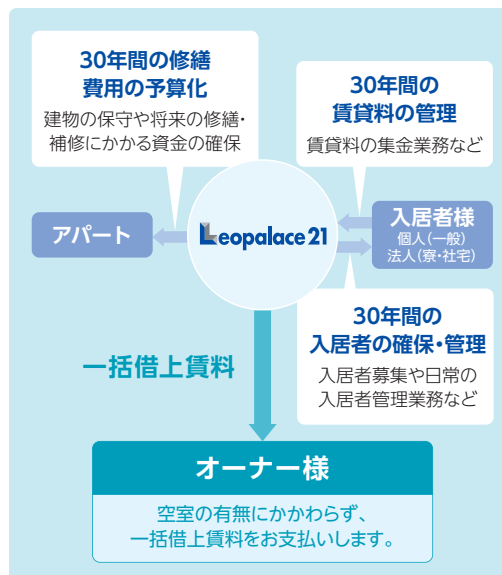 30年間の修繕
費用の予算化
建物の保守や将来の修繕・
補修にかかる資金の確保
30年間の
賃貸料の管理
賃貸料の集金業務など
アパート
Leopalace21
入居者様
個人(一般)
法人(寮・社宅)
30年間の
入居者の確保・管理
入居者募集や日常の
入居者管理業務など
一括借上賃料
オーナー様
空室の有無にかかわらず、
一括借上賃料をお支払いします。